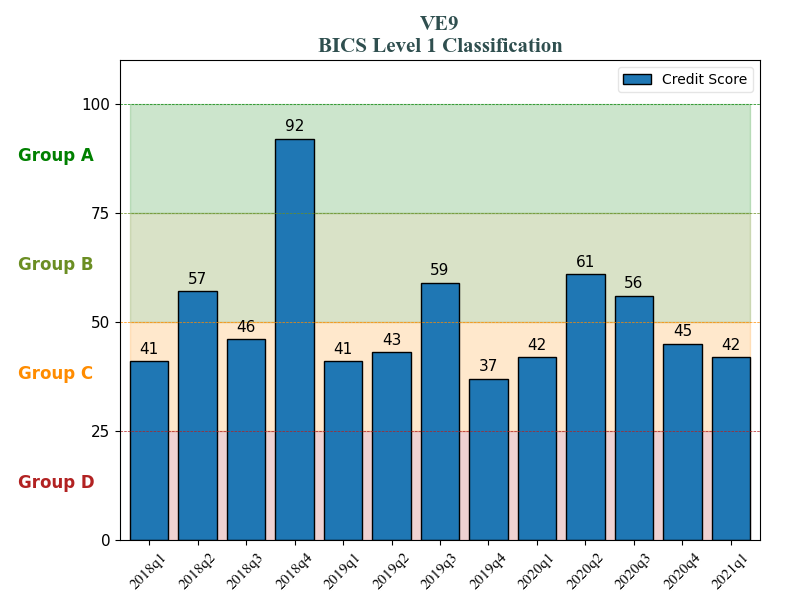 VE9
BICS Level 1 Classification
Credit Score
100
Group A
92
75
Group B
57
59
61
56
50
46
41
41
43
37
42
45
42
Group C
25
Group D
0
2018q1
2018q2
2018q3
2018q4
2019q1
2019q2
2019q3
2019q4
2020q1
2020q2
2020q3
2020q4
2021q1